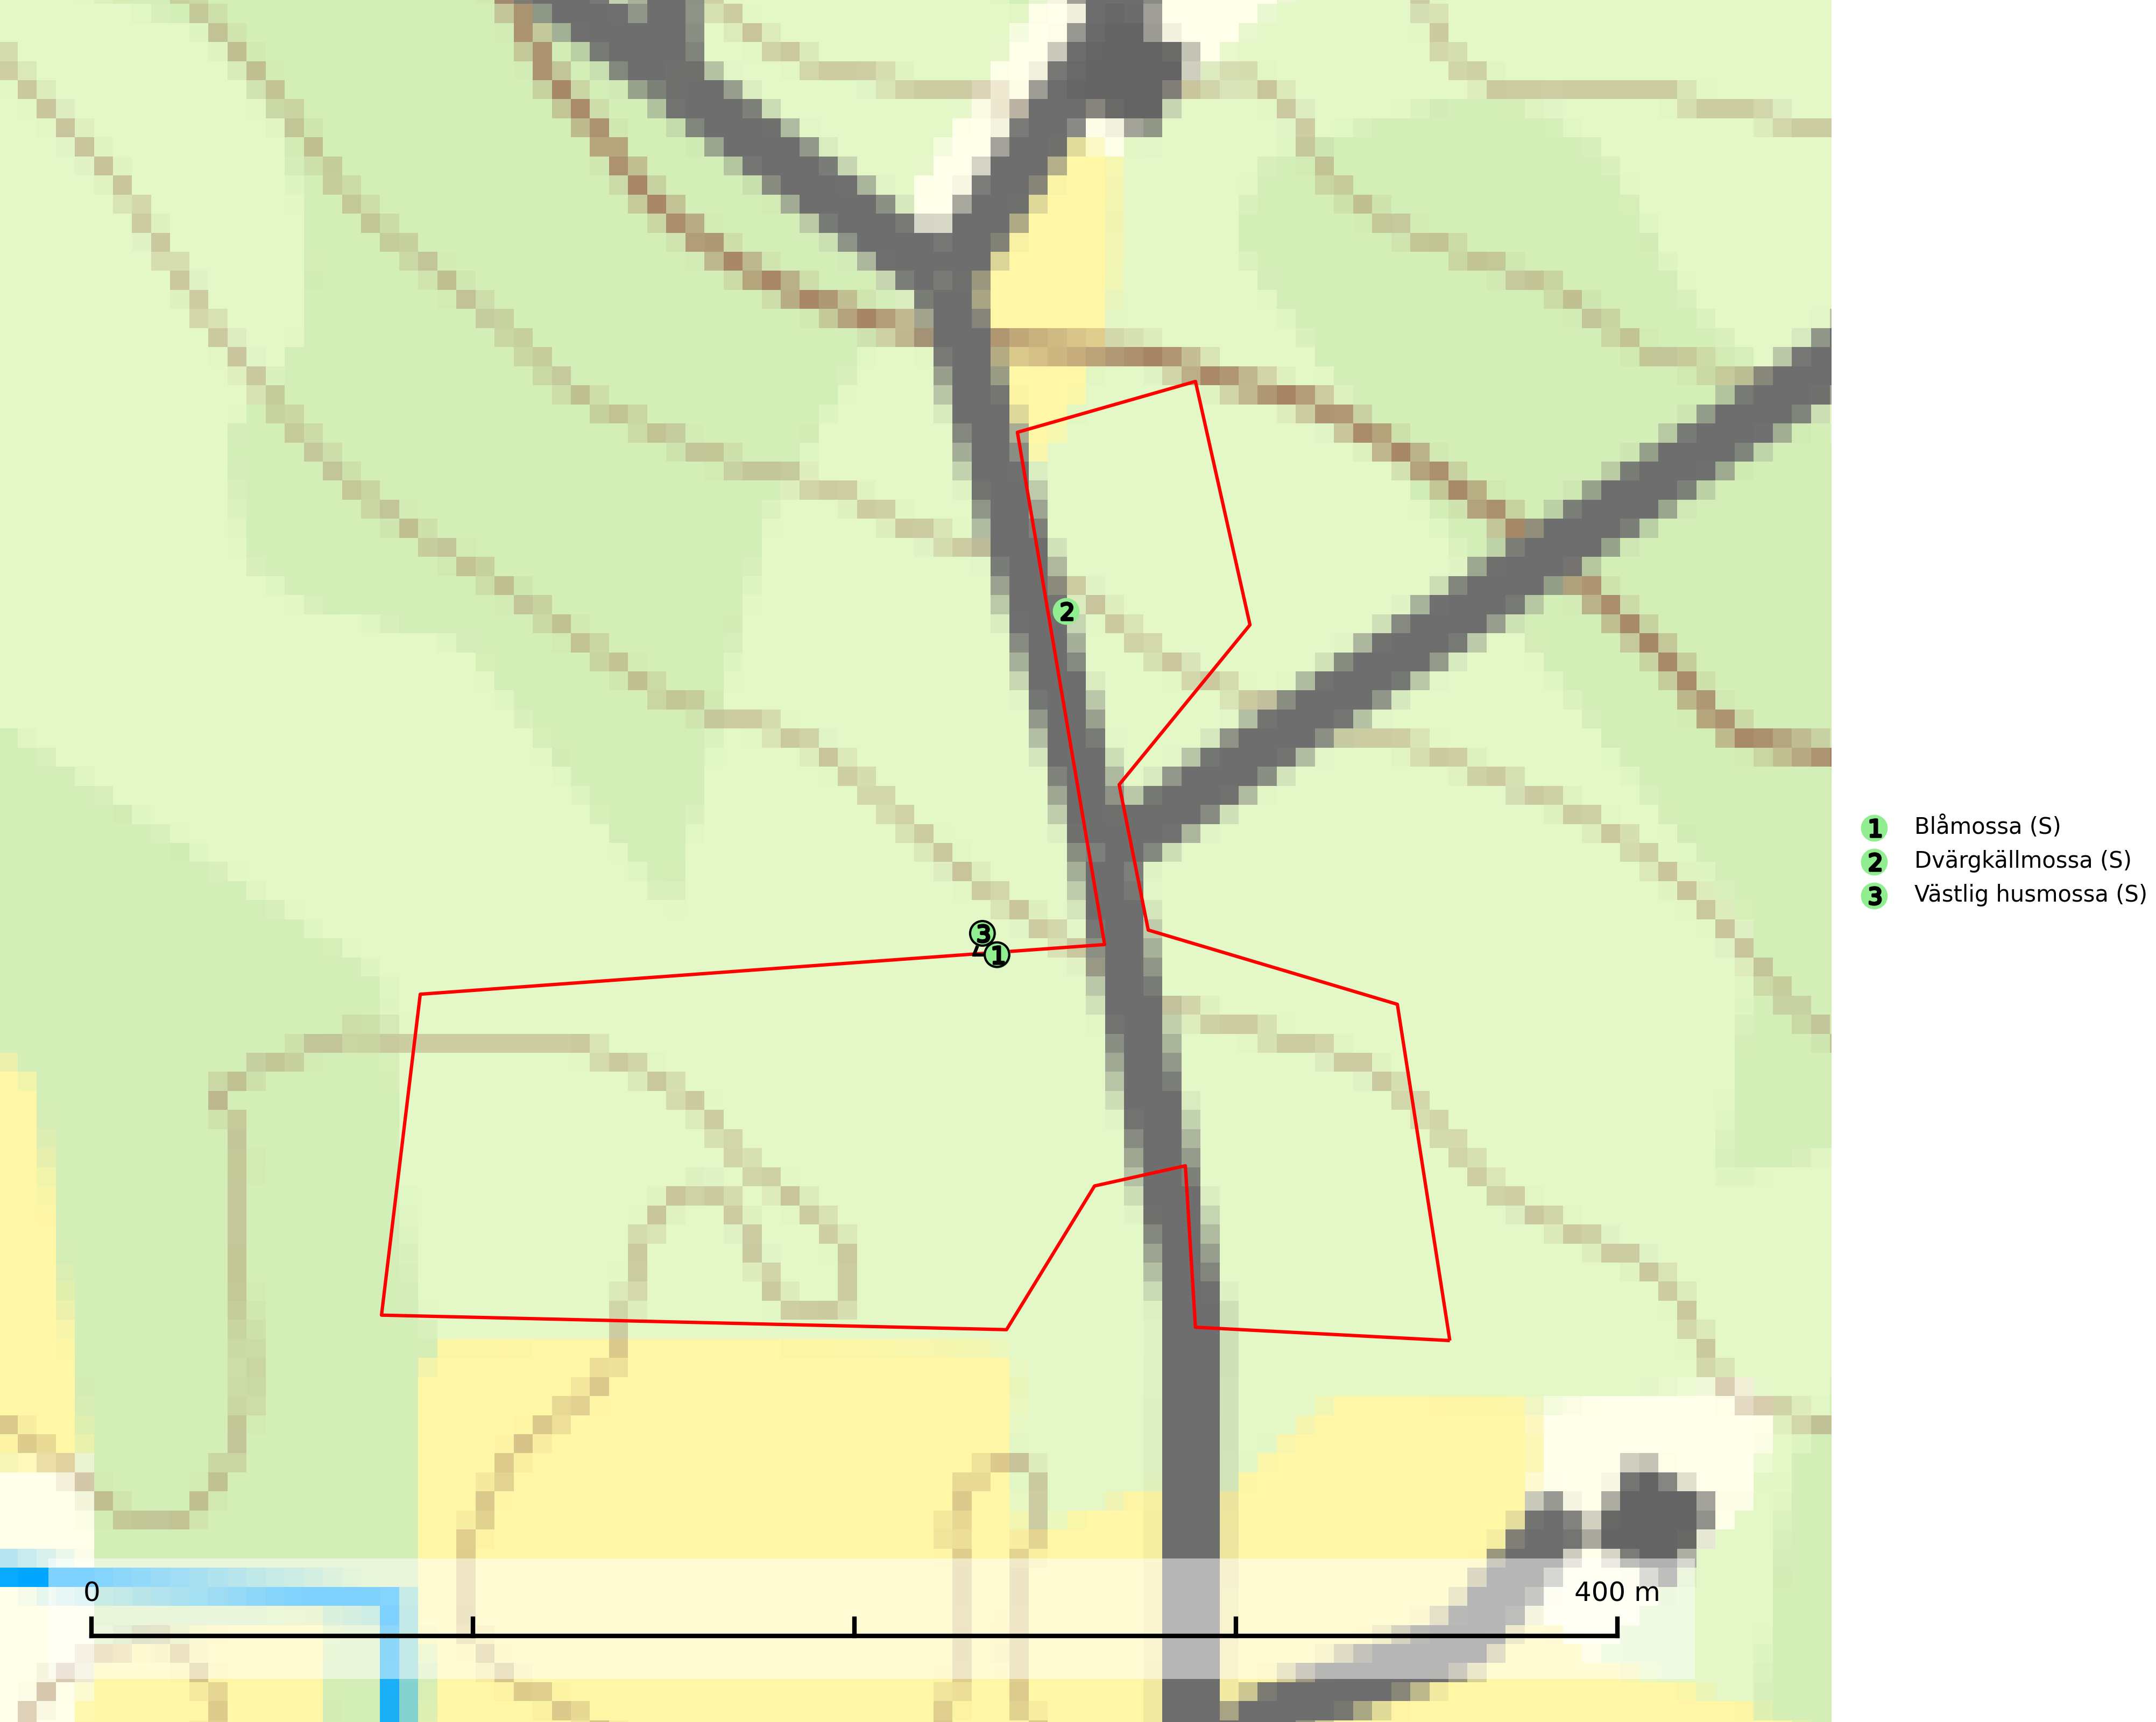 2
3
1
1 Blåmossa (S)
2 Dvärgkällmossa (S)
3 Västlig husmossa (S)
0 400 m